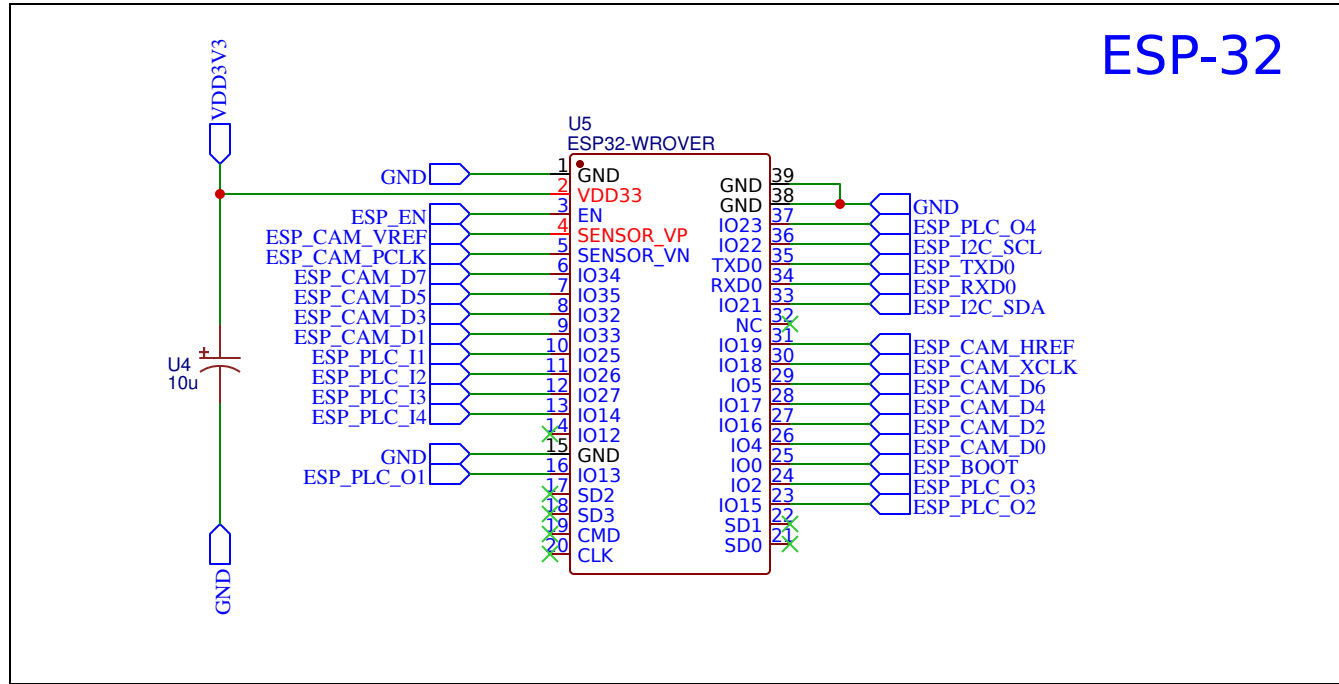 ESP-32
VDD3V3
U5
ESP32-WROVER
GND 1 GND
2 VDD33
ESP_EN 3 EN
ESP_CAM_VREF 4 SENSOR_VP
ESP_CAM_PCLK 5 SENSOR_VN
ESP_CAM_D7 6 IO34
ESP_CAM_D5 7 IO35
ESP_CAM_D3 8 IO32
ESP_CAM_D1 9 IO33
ESP_PLC_I1 10 IO25
ESP_PLC_I2 11 IO26
ESP_PLC_I3 12 IO27
ESP_PLC_I4 13 IO14
14 IO12
GND 15 GND
ESP_PLC_O1 16 IO13
17 SD2
18 SD3
19 CMD
20 CLK
GND 39
GND 38 GND
IO23 37 ESP_PLC_O4
IO22 36 ESP_I2C_SCL
TXD0 35 ESP_TXD0
RXD0 34 ESP_RXD0
IO21 33 ESP_I2C_SDA
NC 32
IO19 31 ESP_CAM_HREF
IO18 30 ESP_CAM_XCLK
IO5 29 ESP_CAM_D6
IO17 28 ESP_CAM_D4
IO16 27 ESP_CAM_D2
IO4 26 ESP_CAM_D0
IO0 25 ESP_BOOT
IO2 24 ESP_PLC_O3
IO15 23 ESP_PLC_O2
SD1 22
SD0 21
+
U4
10u
GND